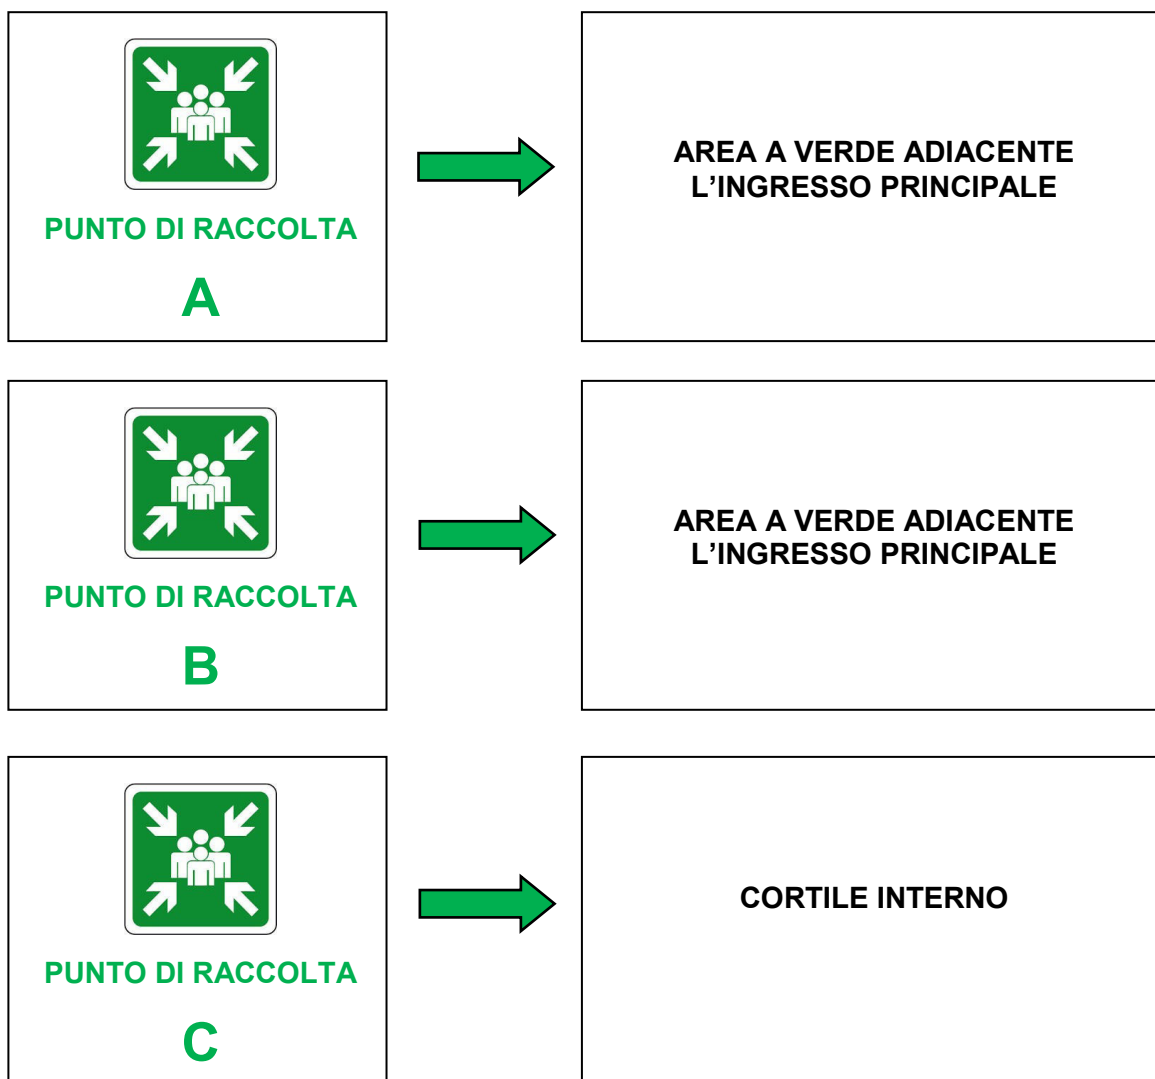 PUNTO DI RACCOLTA
A
AREA A VERDE ADIACENTE
L’INGRESSO PRINCIPALE
PUNTO DI RACCOLTA
B
AREA A VERDE ADIACENTE
L’INGRESSO PRINCIPALE
PUNTO DI RACCOLTA
C
CORTILE INTERNO